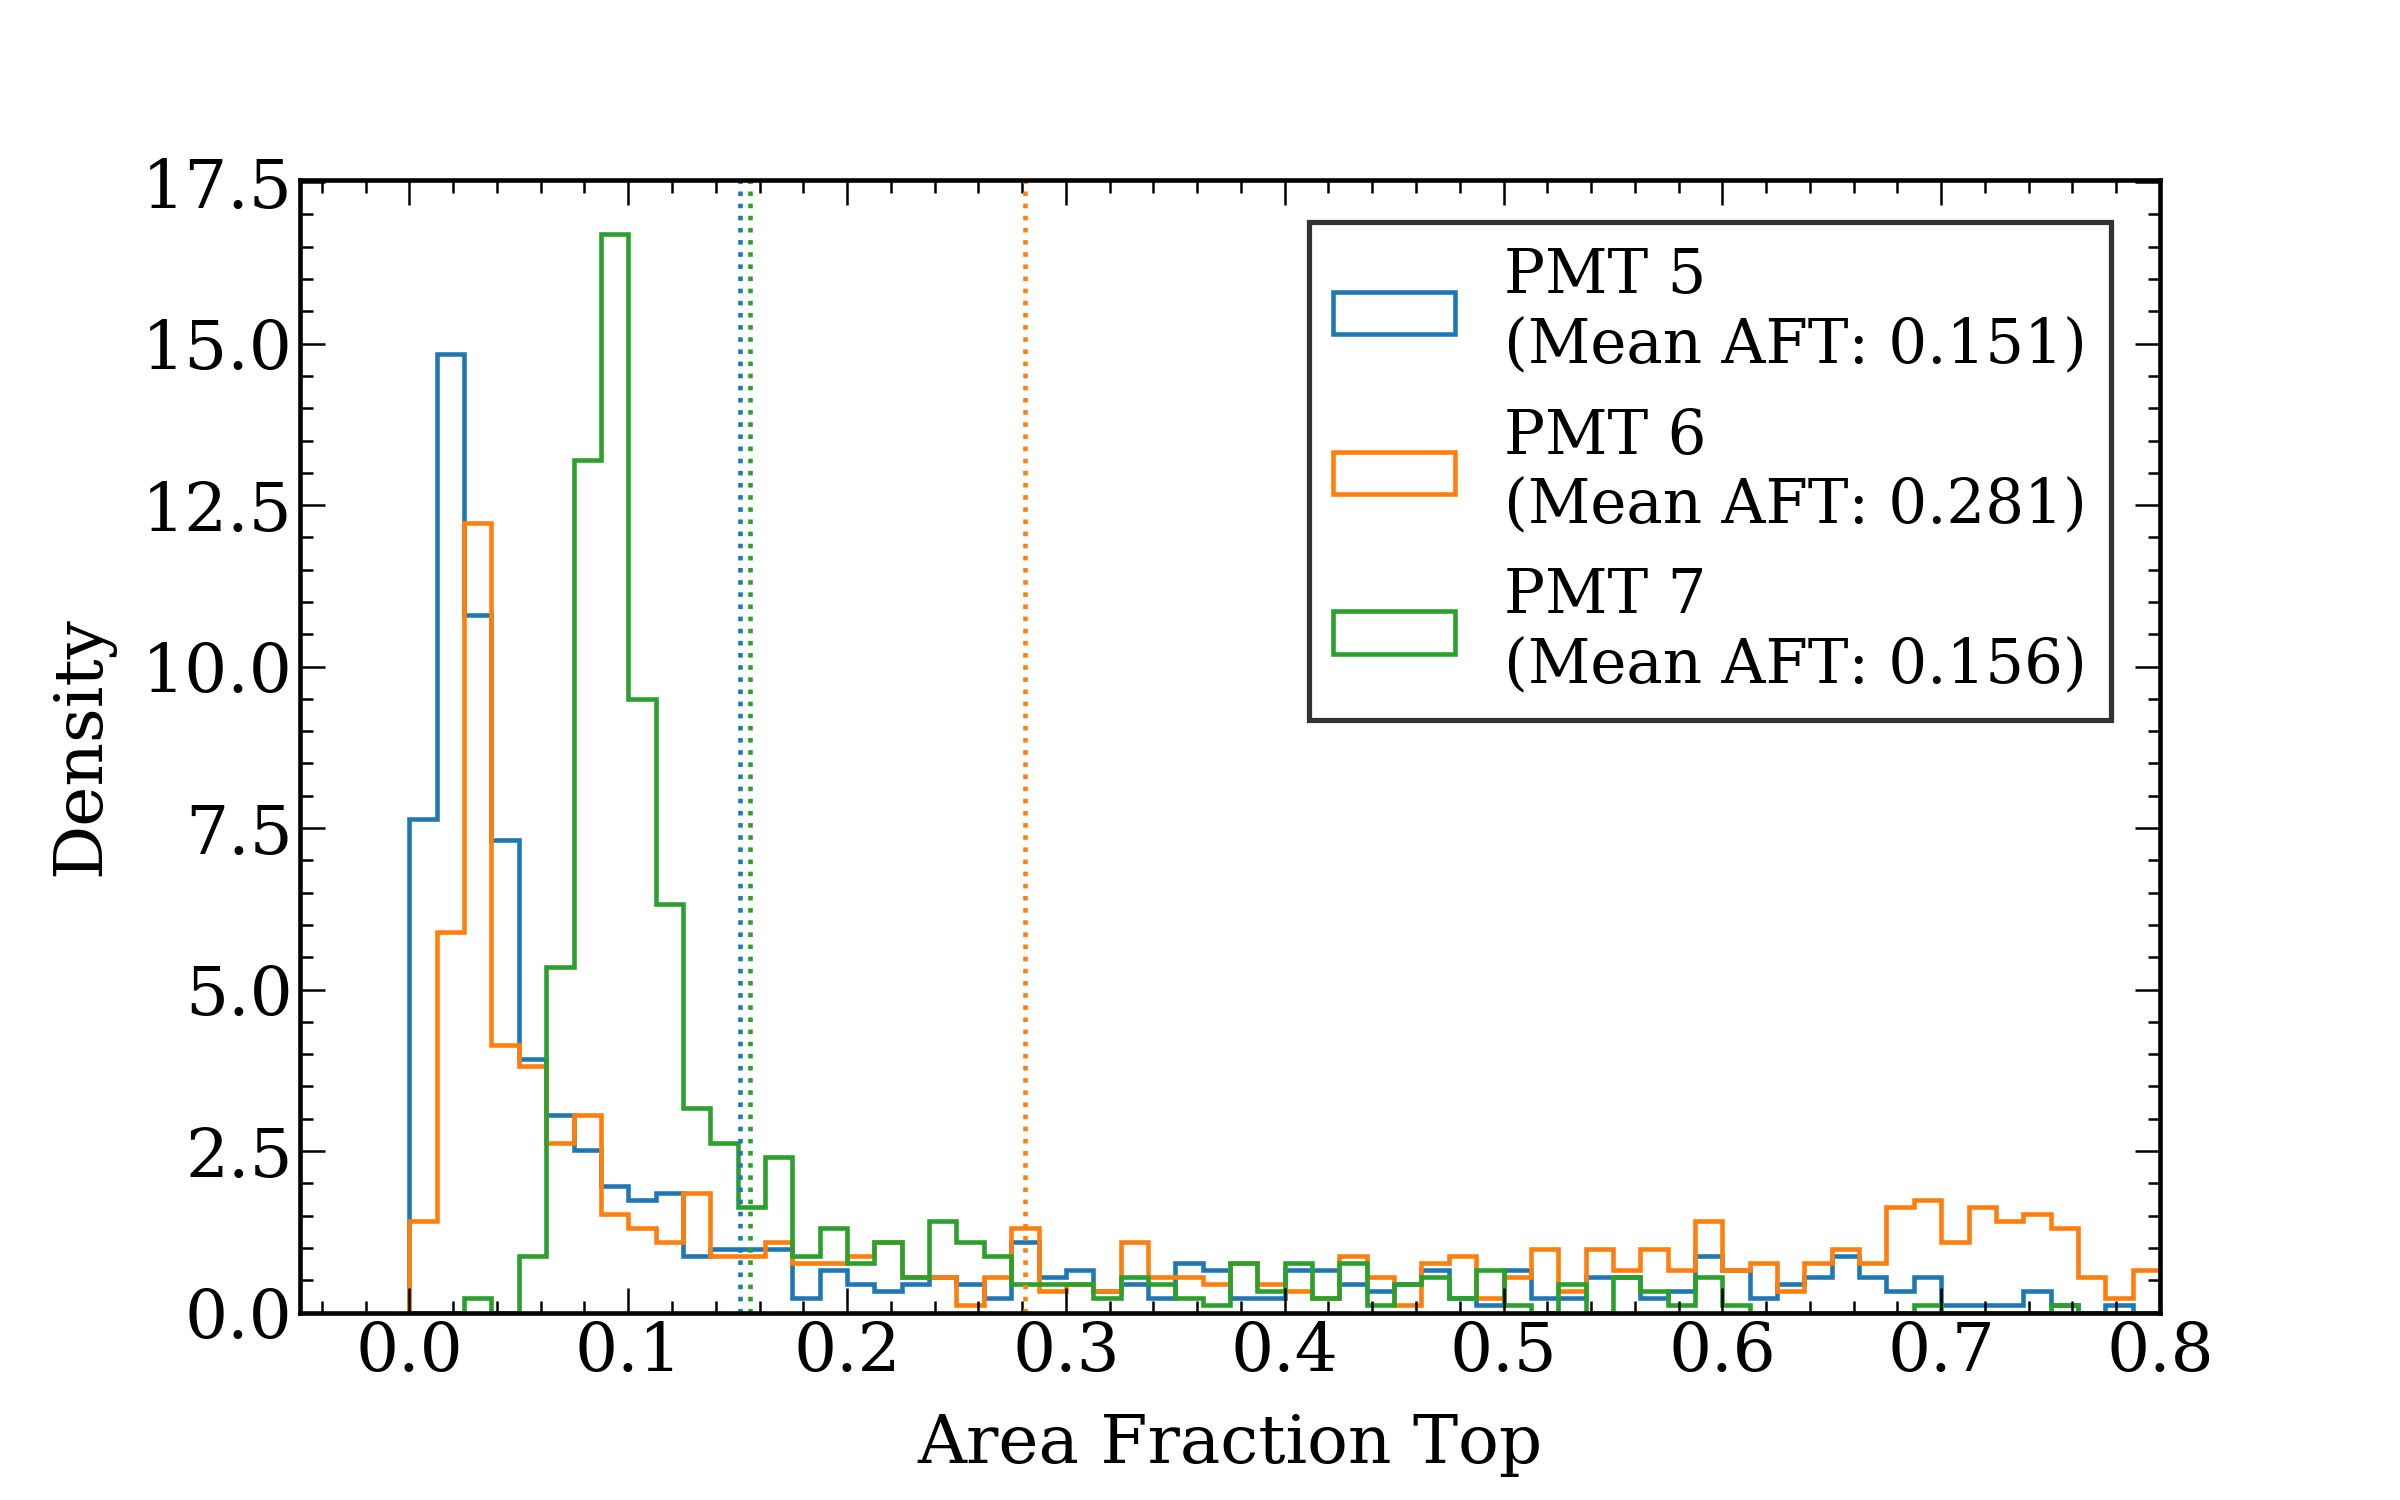 17.5
15.0
12.5
10.0
7.5
5.0
2.5
0.0
Density
PMT 5
(Mean AFT: 0.151)
PMT 6
(Mean AFT: 0.281)
PMT 7
(Mean AFT: 0.156)
0.0 0.1 0.2 0.3 0.4 0.5 0.6 0.7 0.8
Area Fraction Top